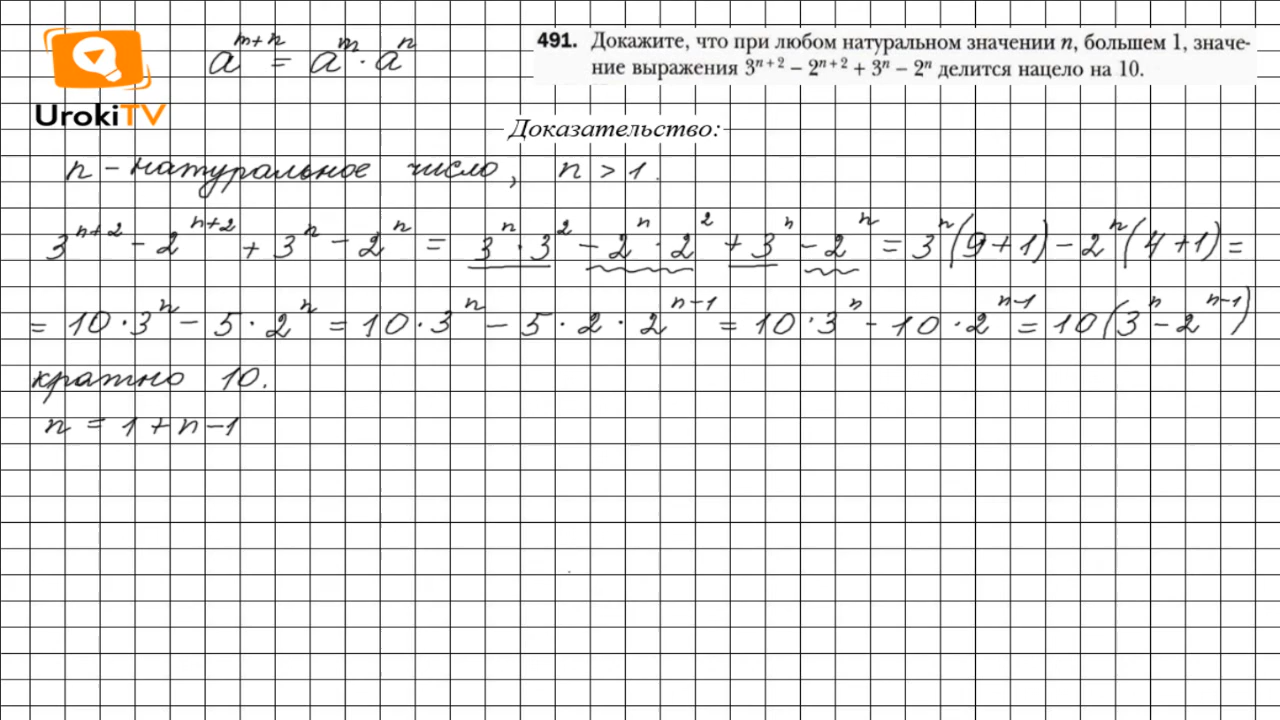 UrokiTV
a^{m+n} = a^m · a^n
491. Докажите, что при любом натуральном значении n, большем 1, значе-
ние выражения 3^{n+2} – 2^{n+2} + 3^n – 2^n делится нацело на 10.
Доказательство:
n – натуральное число, n > 1.
3^{n+2} – 2^{n+2} + 3^n – 2^n = 3^n · 3^2 – 2^n · 2^2 + 3^n – 2^n = 3^n(9+1) – 2^n(4+1) =
= 10 · 3^n – 5 · 2^n = 10 · 3^n – 5 · 2 · 2^{n–1} = 10 · 3^n – 10 · 2^{n–1} = 10(3^n – 2^{n–1})
кратно 10.
n = 1 + n – 1